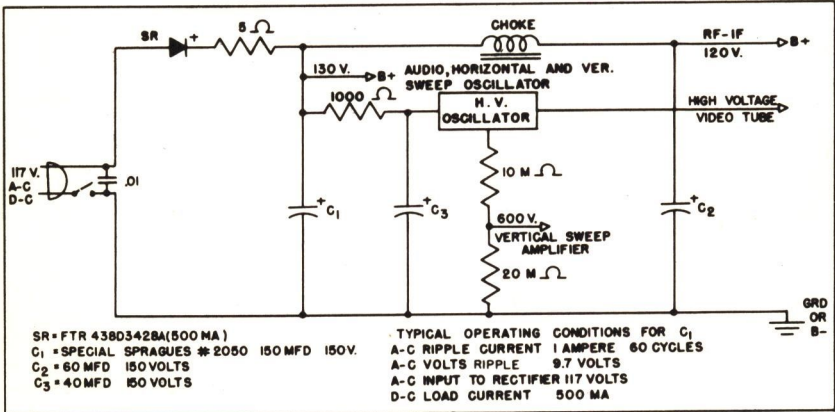 SR +
5 Ω
CHOKE
RF-IF
120 V.
B+
130 V.
B+
AUDIO, HORIZONTAL AND VER.
SWEEP OSCILLATOR
1000 Ω
H. V.
OSCILLATOR
HIGH VOLTAGE
VIDEO TUBE
117 V.
A-C
D-C
.01
10 M Ω
+ C1
+ C3
600 V.
VERTICAL SWEEP
AMPLIFIER
+ C2
20 M Ω
GRD
OR
B-
SR = FTR 438D3428A(500 MA)
C1 = SPECIAL SPRAGUES # 2050 150 MFD 150V.
C2 = 60 MFD 150 VOLTS
C3 = 40 MFD 150 VOLTS
TYPICAL OPERATING CONDITIONS FOR C1
A-C RIPPLE CURRENT 1 AMPERE 60 CYCLES
A-C VOLTS RIPPLE 9.7 VOLTS
A-C INPUT TO RECTIFIER 117 VOLTS
D-C LOAD CURRENT 500 MA